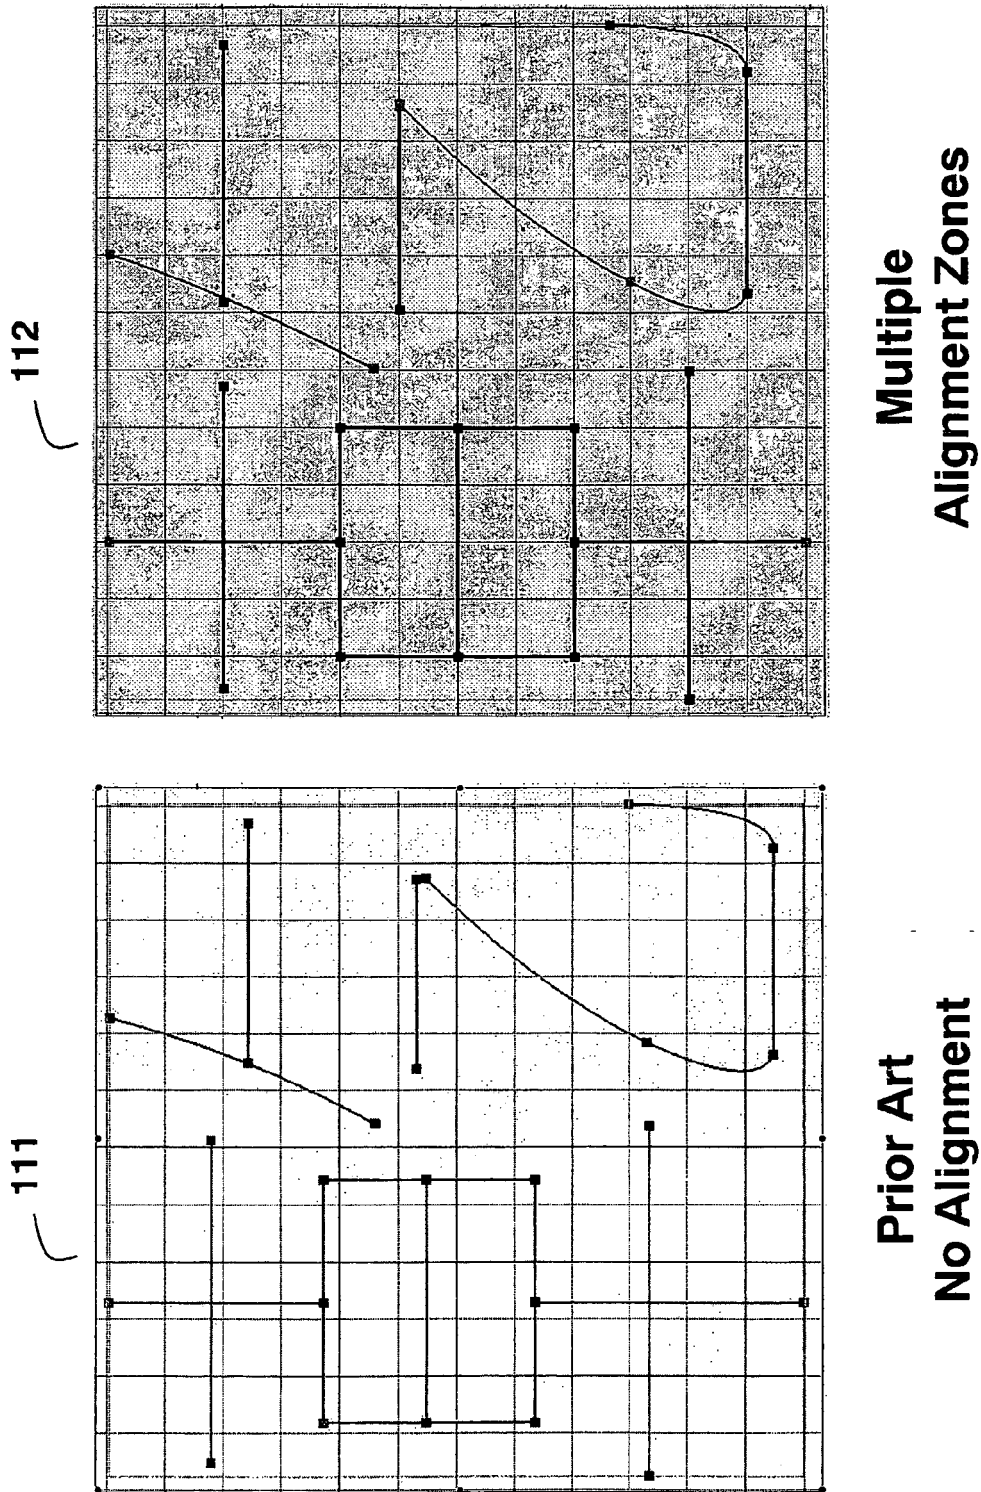 111
Prior Art
No Alignment
112
Multiple
Alignment Zones